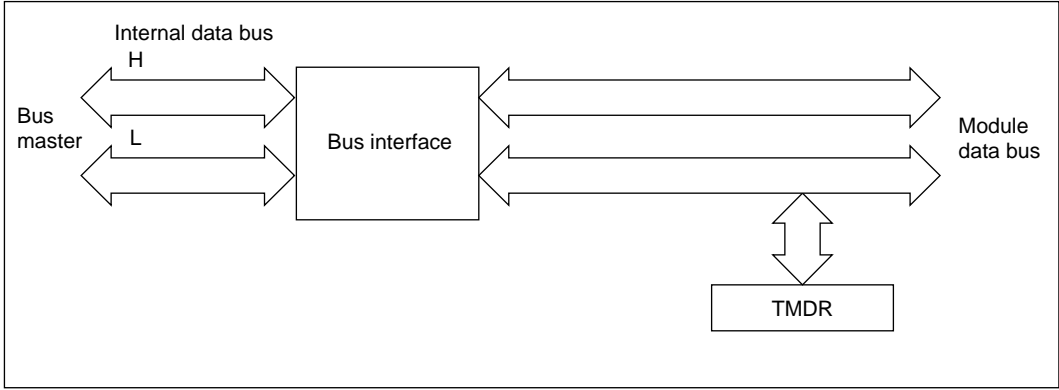 Internal data bus
H
Bus
master
L
Bus interface
Module
data bus
TMDR